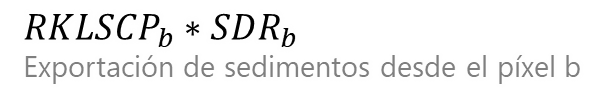 RKLSCP_b * SDR_b
Exportación de sedimentos desde el píxel b